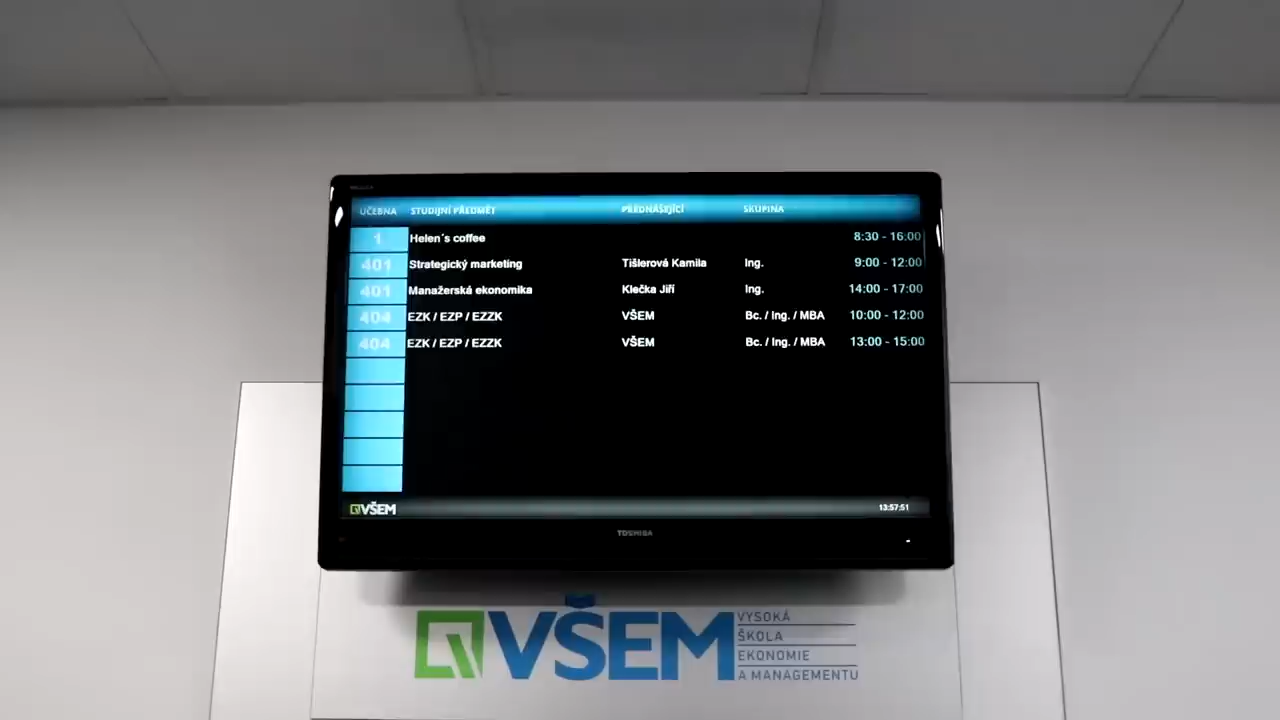 UČEBNA STUDIJNÍ PŘEDMĚT PŘEDNÁŠEJÍCÍ SKUPINA
1 Helen´s coffee 8:30 - 16:00
401 Strategický marketing Tišlerová Kamila Ing. 9:00 - 12:00
401 Manažerská ekonomika Klečka Jiří Ing. 14:00 - 17:00
404 EZK / EZP / EZZK VŠEM Bc. / Ing. / MBA 10:00 - 12:00
404 EZK / EZP / EZZK VŠEM Bc. / Ing. / MBA 13:00 - 15:00
VŠEM 13:57:51
TOSHIBA
VŠEM
VYSOKÁ
ŠKOLA
EKONOMIE
A MANAGEMENTU